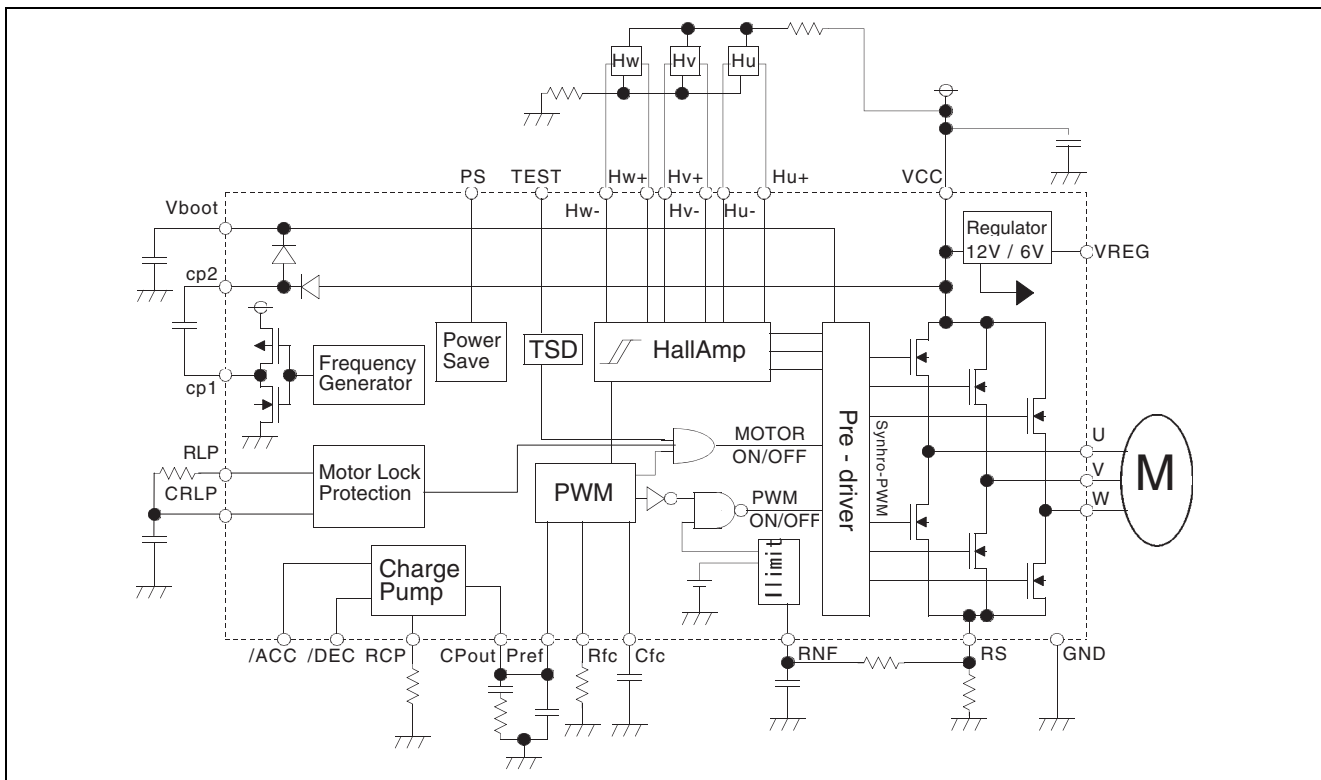 Hw
Hv
Hu
PS
TEST
Hw+
Hv+
Hu+
VCC
Hw-
Hv-
Hu-
Vboot
Regulator
12V / 6V
VREG
cp2
cp1
Frequency
Generator
Power
Save
TSD
HallAmp
Pre - driver
Synhro-PWM
MOTOR
ON/OFF
U
V
W
M
RLP
CRLP
Motor Lock
Protection
PWM
PWM
ON/OFF
Ilimit
Charge
Pump
/ACC
/DEC
RCP
CPout
Pref
Rfc
Cfc
RNF
RS
GND